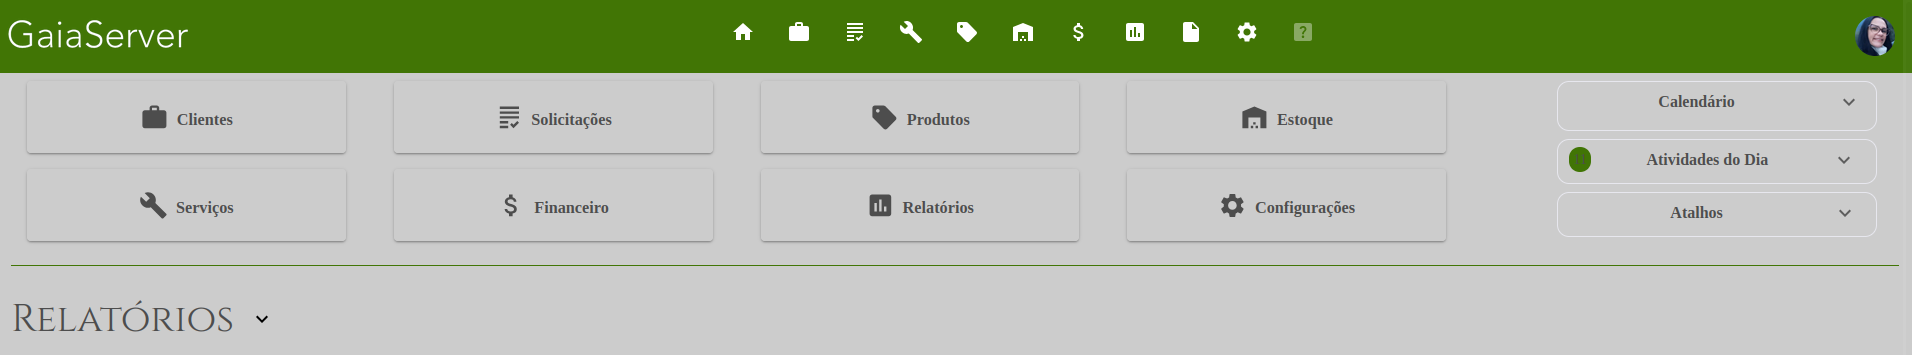 GaiaServer
Clientes
Solicitações
Produtos
Estoque
Calendário
Atividades do Dia
Serviços
Financeiro
Relatórios
Configurações
Atalhos
Relatórios